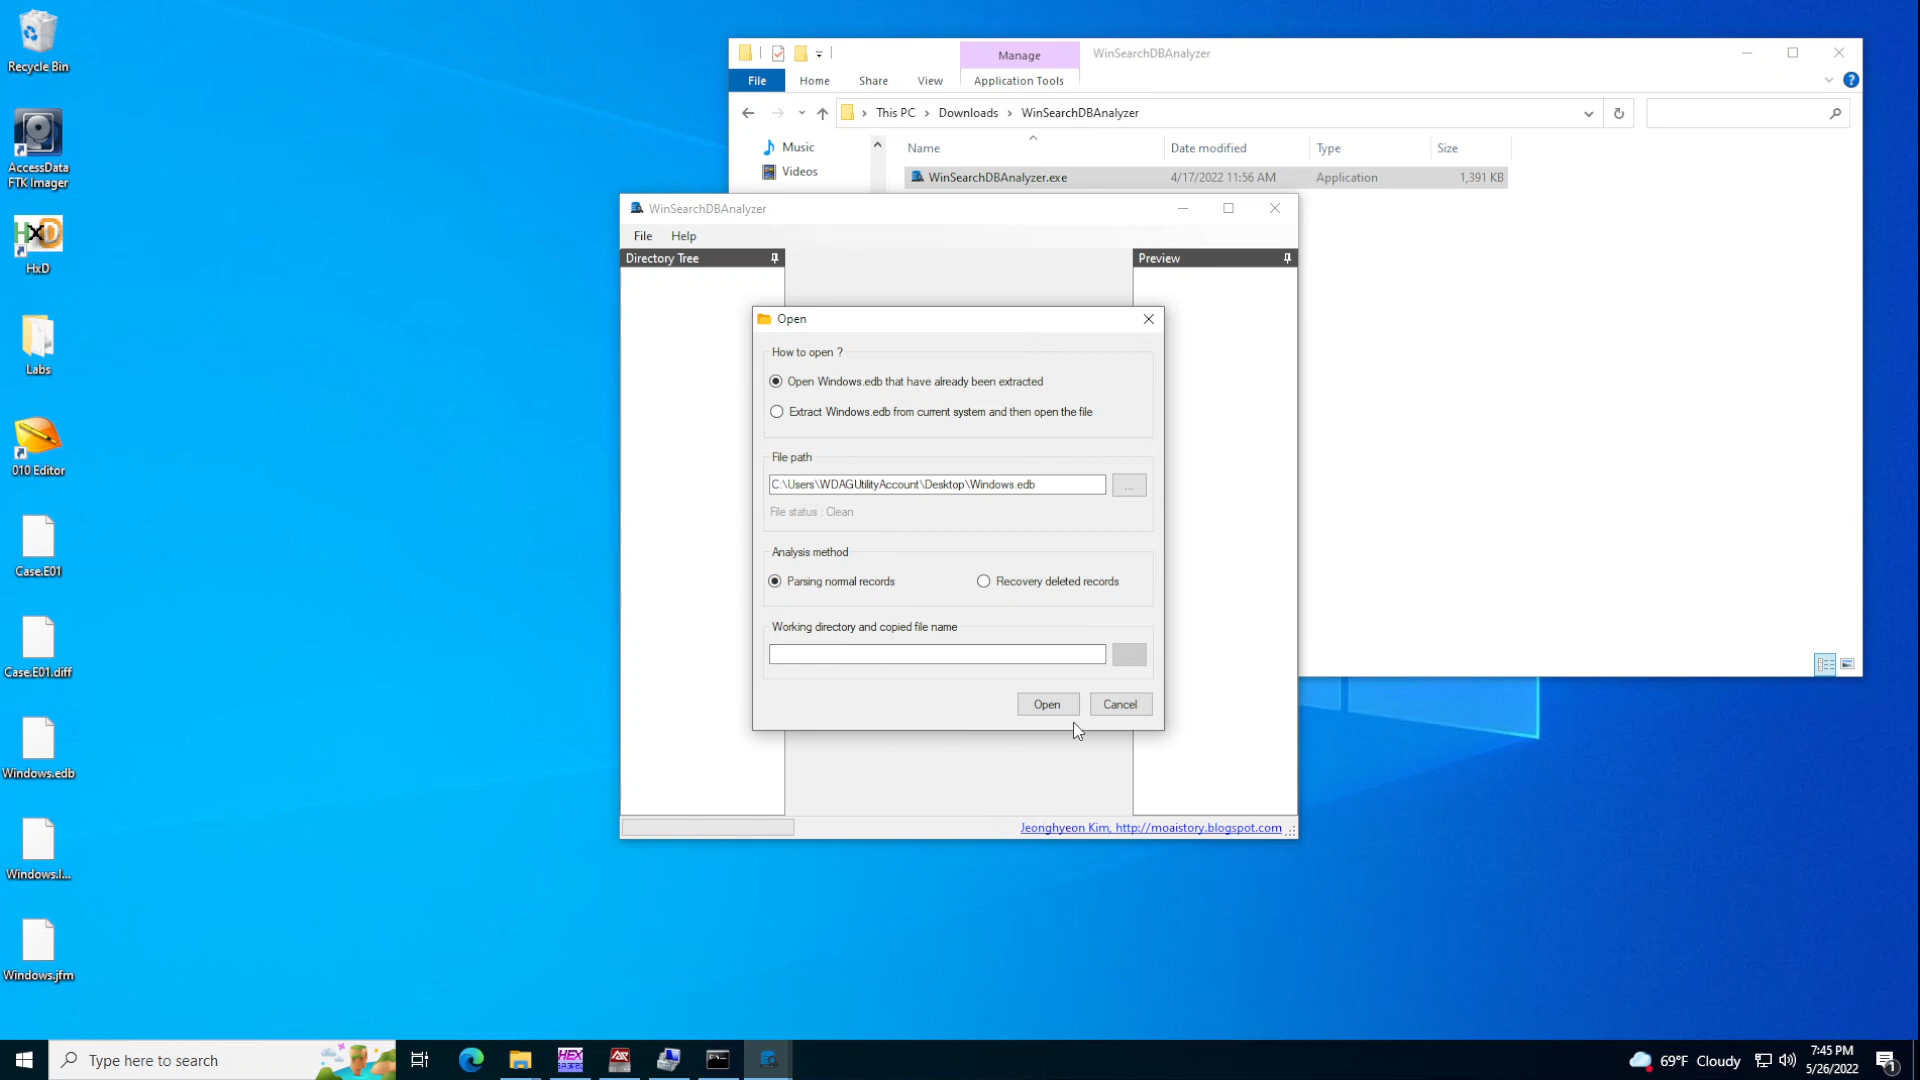 Recycle Bin
AccessData
FTK Imager
HxD
HxD
Labs
010 Editor
Case.E01
Case.E01.diff
Windows.edb
Windows.l...
Windows.jfm
Manage
WinSearchDBAnalyzer
File
Home
Share
View
Application Tools
This PC
Downloads
WinSearchDBAnalyzer
Music
Videos
Name
Date modified
Type
Size
WinSearchDBAnalyzer.exe
4/17/2022 11:56 AM
Application
1,391 KB
WinSearchDBAnalyzer
File
Help
Directory Tree
Preview
Open
How to open ?
Open Windows.edb that have already been extracted
Extract Windows.edb from current system and then open the file
File path
C:\Users\WDAGUtilityAccount\Desktop\Windows.edb
...
File status : Clean
Analysis method
Parsing normal records
Recovery deleted records
Working directory and copied file name
...
Open
Cancel
Jeonghyeon Kim, http://moaistory.blogspot.com
Type here to search
HEX
69°F Cloudy
7:45 PM
5/26/2022
1